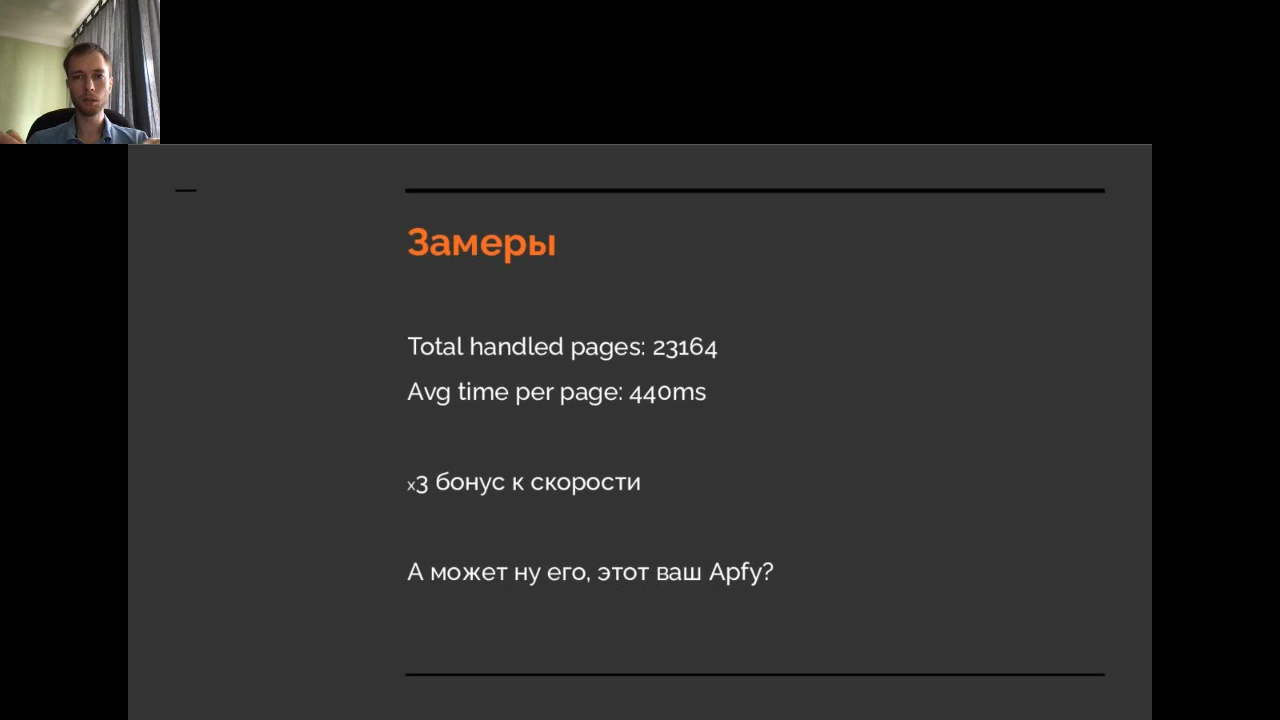 Замеры
Total handled pages: 23164
Avg time per page: 440ms
x3 бонус к скорости
А может ну его, этот ваш Apfy?